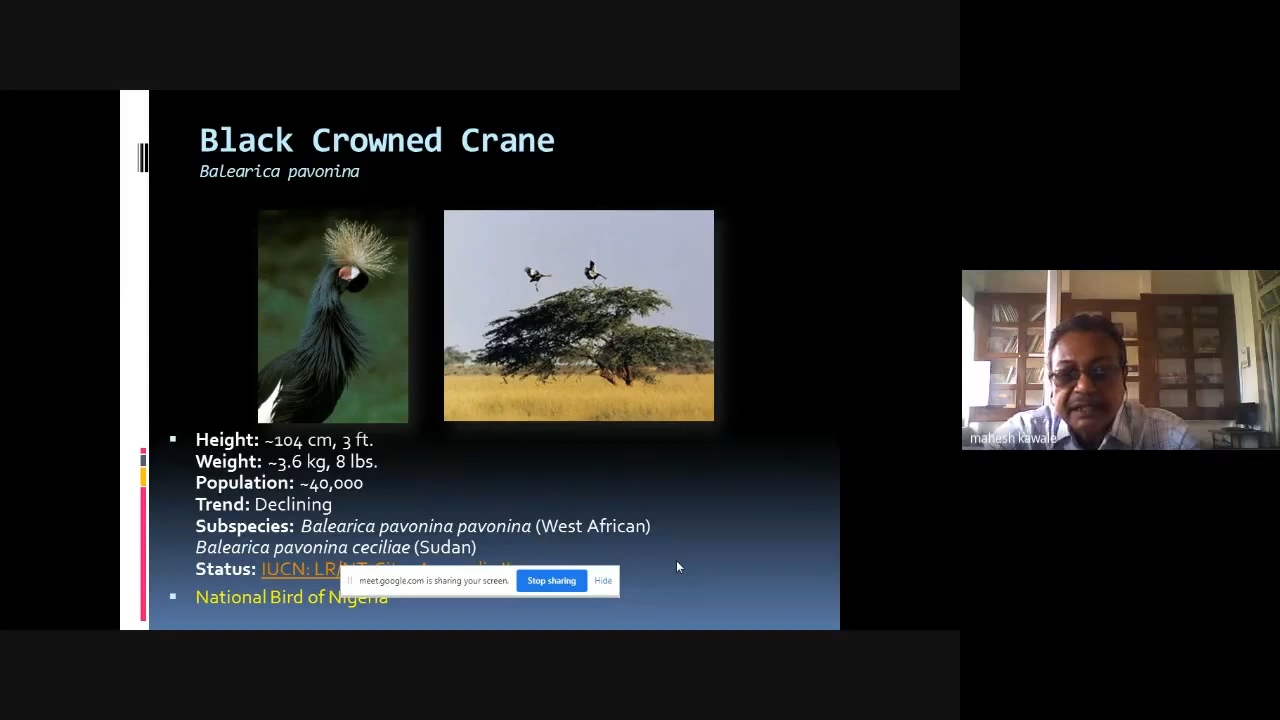 Black Crowned Crane
Balearica pavonina
Height: ~104 cm, 3 ft.
Weight: ~3.6 kg, 8 lbs.
Population: ~40,000
Trend: Declining
Subspecies: Balearica pavonina pavonina (West African)
Balearica pavonina ceciliae (Sudan)
Status: IUCN: LR/NT
meet.google.com is sharing your screen. Stop sharing Hide
National Bird of Nigeria
mahesh kawale